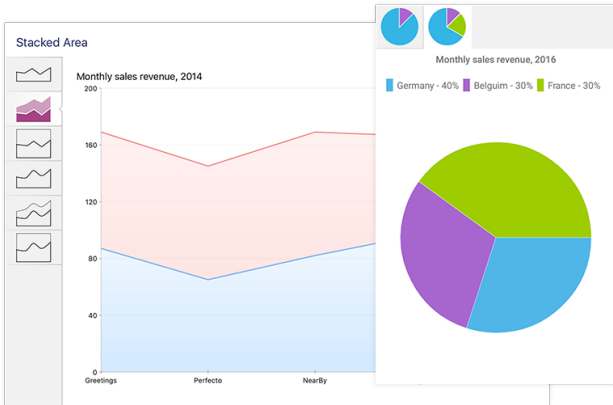 Stacked Area
Monthly sales revenue, 2014
200
160
120
80
40
0
Greetings
Perfecto
NearBy
Monthly sales revenue, 2016
Germany - 40%
Belguim - 30%
France - 30%